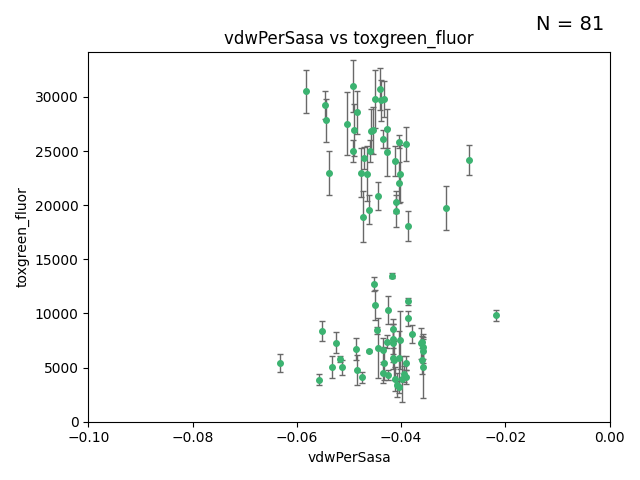 N = 81
vdwPerSasa vs toxgreen_fluor
toxgreen_fluor
30000
25000
20000
15000
10000
5000
0
−0.10 −0.08 −0.06 −0.04 −0.02 0.00
vdwPerSasa